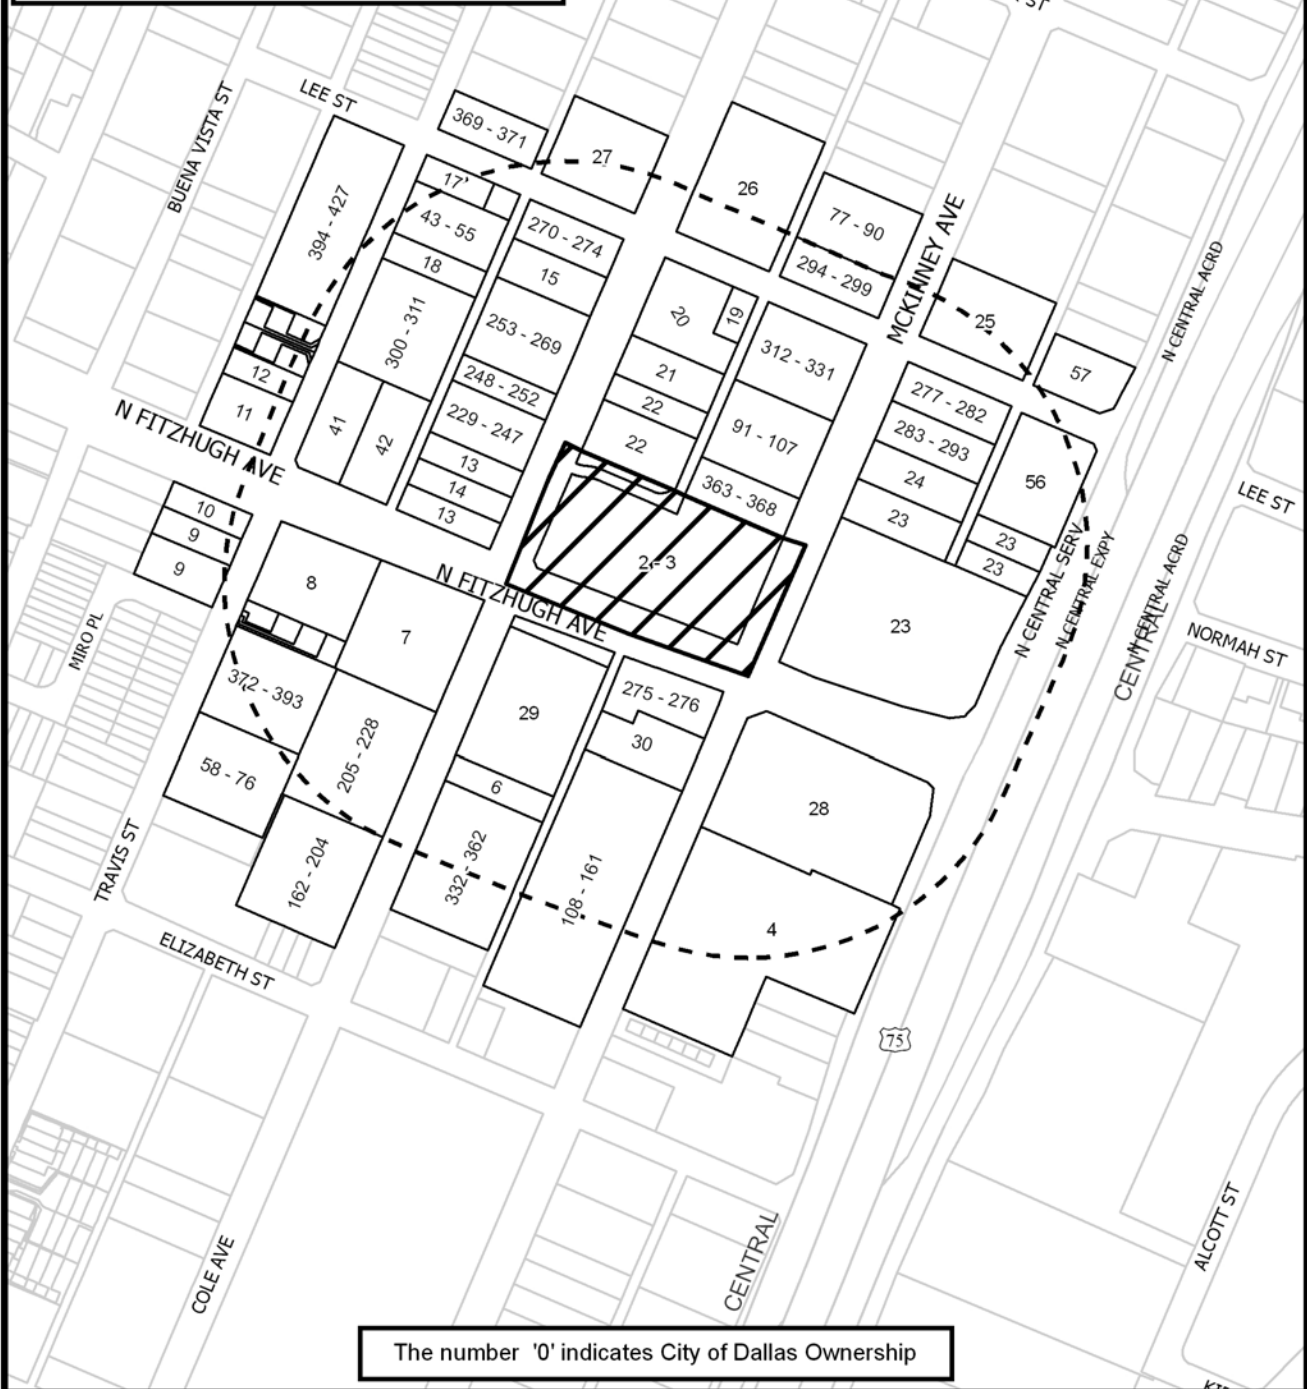 ST
LEE ST
BUENA VISTA ST
369 - 371
27
26
77 - 90
294 - 299
MCKINNEY AVE
25
57
N CENTRAL ACRD
394 - 427
17
43 - 55
18
300 - 311
270 - 274
15
253 - 269
248 - 252
229 - 247
13
14
13
20
19
21
22
22
312 - 331
91 - 107
363 - 368
277 - 282
283 - 293
24
23
56
23
23
23
12
11
41
42
N FITZHUGH AVE
10
9
9
8
7
N FITZHUGH AVE
2 - 3
LEE ST
N CENTRAL SERV
N CENTRAL EXPY
N CENTRAL ACRD
CENTRAL
NORMAH ST
MIRO PL
372 - 393
58 - 76
205 - 228
162 - 204
29
6
332 - 362
275 - 276
30
108 - 161
28
4
TRAVIS ST
ELIZABETH ST
75
COLE AVE
CENTRAL
ALCOTT ST
The number '0' indicates City of Dallas Ownership